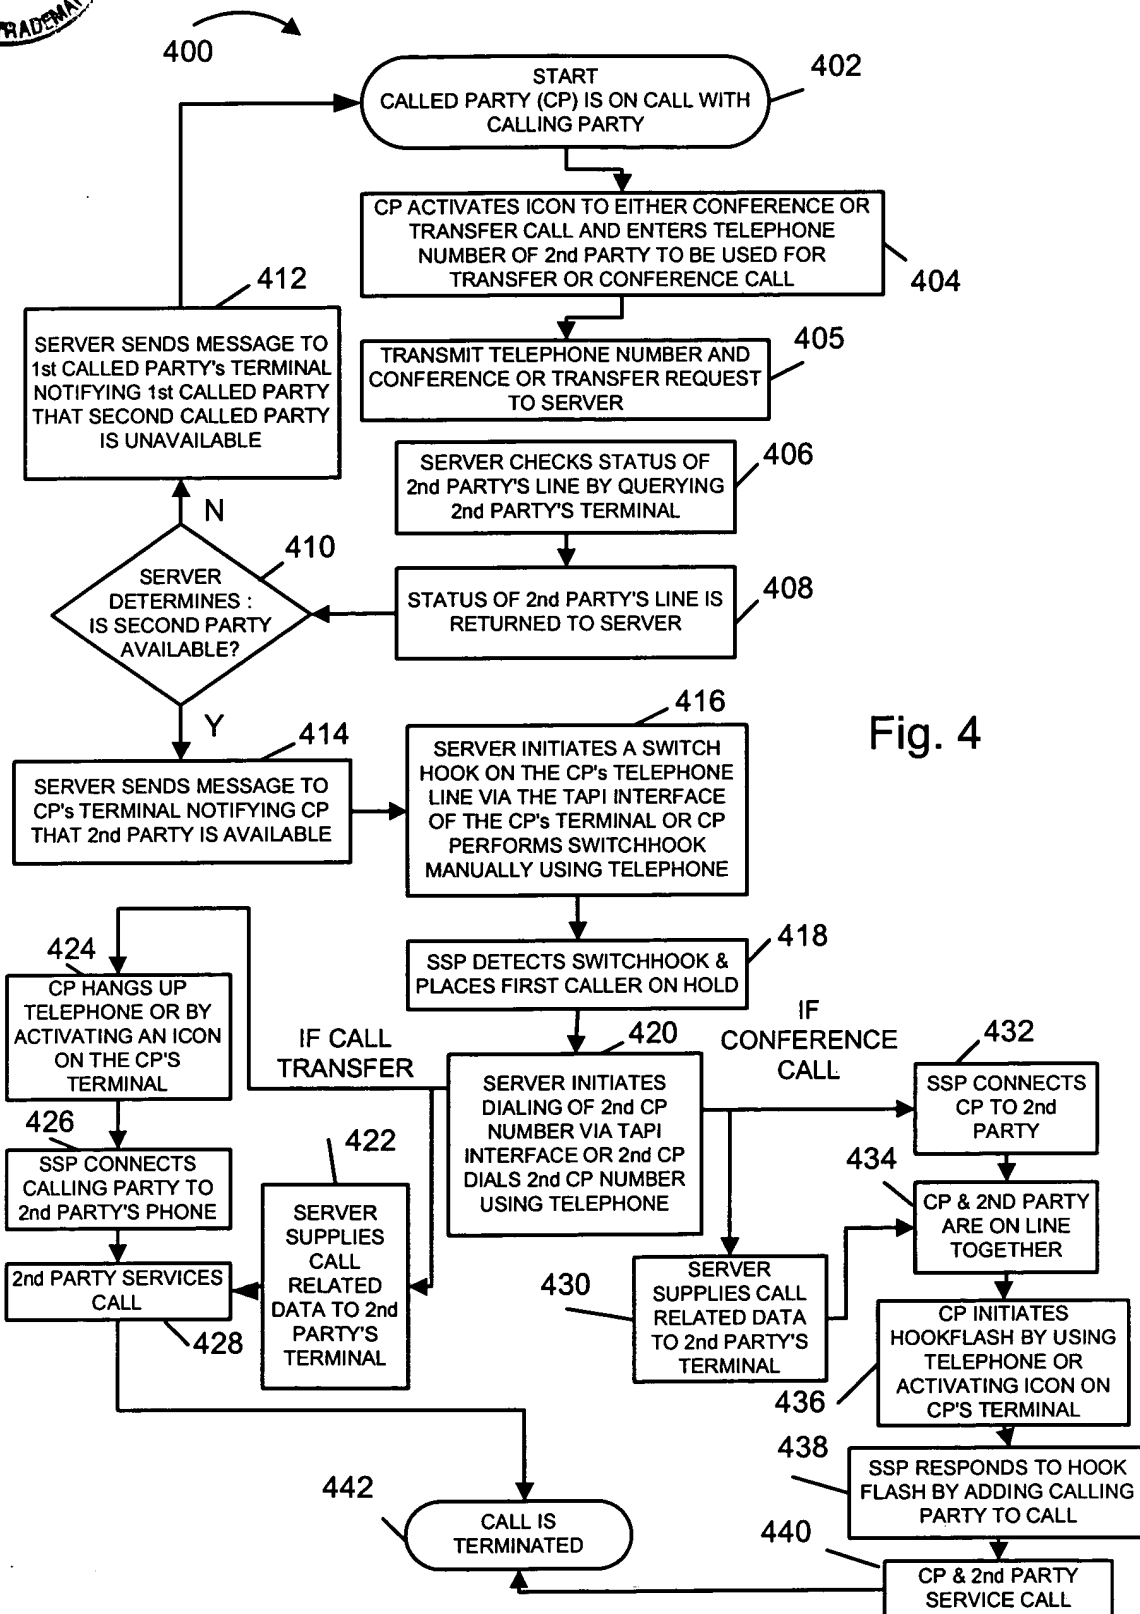 TRADEMA
400
START
CALLED PARTY (CP) IS ON CALL WITH
CALLING PARTY
402
CP ACTIVATES ICON TO EITHER CONFERENCE OR
TRANSFER CALL AND ENTERS TELEPHONE
NUMBER OF 2nd PARTY TO BE USED FOR
TRANSFER OR CONFERENCE CALL
404
TRANSMIT TELEPHONE NUMBER AND
CONFERENCE OR TRANSFER REQUEST
TO SERVER
405
412
SERVER SENDS MESSAGE TO
1st CALLED PARTY's TERMINAL
NOTIFYING 1st CALLED PARTY
THAT SECOND CALLED PARTY
IS UNAVAILABLE
SERVER CHECKS STATUS OF
2nd PARTY'S LINE BY QUERYING
2nd PARTY'S TERMINAL
406
N
410
SERVER
DETERMINES :
IS SECOND PARTY
AVAILABLE?
STATUS OF 2nd PARTY'S LINE IS
RETURNED TO SERVER
408
Y
414
SERVER SENDS MESSAGE TO
CP's TERMINAL NOTIFYING CP
THAT 2nd PARTY IS AVAILABLE
416
SERVER INITIATES A SWITCH
HOOK ON THE CP's TELEPHONE
LINE VIA THE TAPI INTERFACE
OF THE CP's TERMINAL OR CP
PERFORMS SWITCHHOOK
MANUALLY USING TELEPHONE
Fig. 4
SSP DETECTS SWITCHHOOK &
PLACES FIRST CALLER ON HOLD
418
424
CP HANGS UP
TELEPHONE OR BY
ACTIVATING AN ICON
ON THE CP'S
TERMINAL
IF CALL
TRANSFER
420
SERVER INITIATES
DIALING OF 2nd CP
NUMBER VIA TAPI
INTERFACE OR 2nd CP
DIALS 2nd CP NUMBER
USING TELEPHONE
IF
CONFERENCE
CALL
432
SSP CONNECTS
CP TO 2nd
PARTY
426
SSP CONNECTS
CALLING PARTY TO
2nd PARTY'S PHONE
422
SERVER
SUPPLIES
CALL
RELATED
DATA TO 2nd
PARTY'S
TERMINAL
434
CP & 2ND PARTY
ARE ON LINE
TOGETHER
2nd PARTY SERVICES
CALL
428
430
SERVER
SUPPLIES CALL
RELATED DATA
TO 2nd PARTY'S
TERMINAL
CP INITIATES
HOOKFLASH BY USING
TELEPHONE OR
ACTIVATING ICON ON
CP'S TERMINAL
436
438
SSP RESPONDS TO HOOK
FLASH BY ADDING CALLING
PARTY TO CALL
442
CALL IS
TERMINATED
440
CP & 2nd PARTY
SERVICE CALL